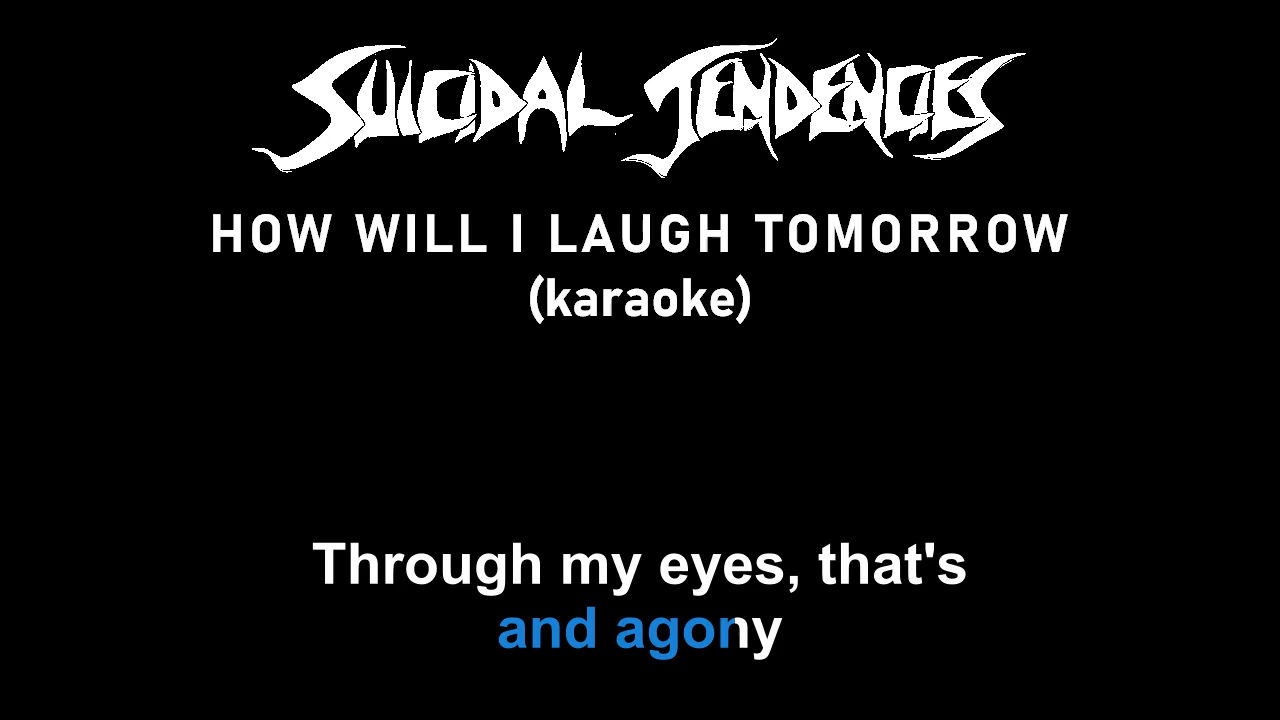 SUICIDAL TENDENCIES
HOW WILL I LAUGH TOMORROW
(karaoke)
Through my eyes, that's
and agony